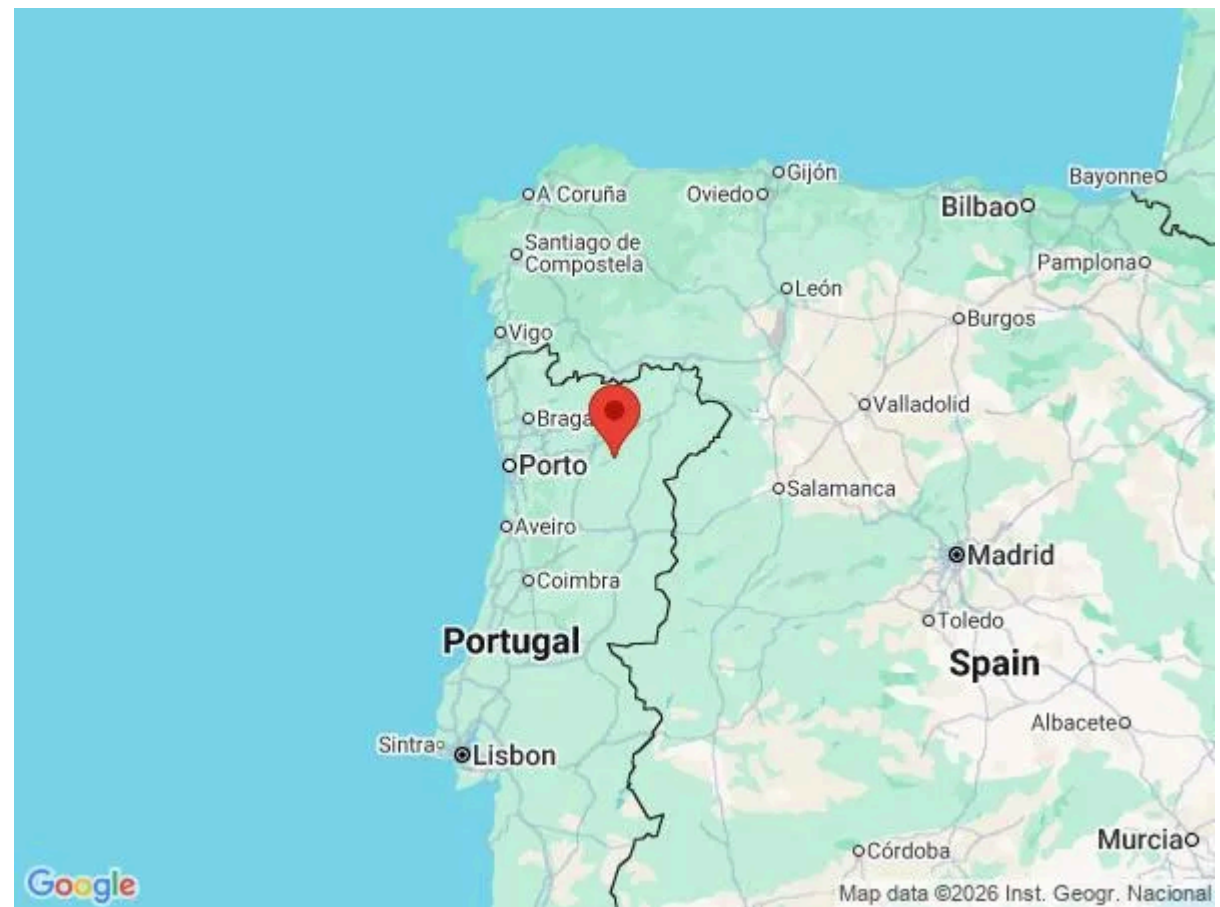 Gijón
Bayonne
A Coruña
Oviedo
Bilbao
Santiago de
Compostela
Pamplona
León
Vigo
Burgos
Braga
Valladolid
Porto
Salamanca
Aveiro
Madrid
Coimbra
Toledo
Portugal
Spain
Albacete
Sintra
Lisbon
Murcia
Córdoba
Google
Map data ©2026 Inst. Geogr. Nacional